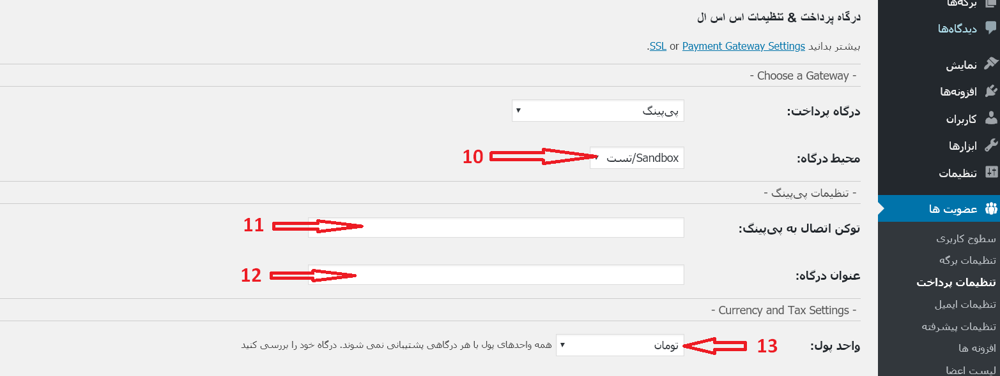 درگاه پرداخت & تنظیمات اس اس ال
بیشتر بدانید SSL or Payment Gateway Settings.
- Choose a Gateway -
درگاه پرداخت:
پی‌پینگ
محیط درگاه:
Sandbox/تست
10
- تنظیمات پی‌پینگ -
توکن اتصال به پی‌پینگ:
11
عنوان درگاه:
12
- Currency and Tax Settings -
واحد پول:
تومان
همه واحدهای پول با هر درگاهی پشتیبانی نمی شوند. درگاه خود را بررسی کنید
13
برگه‌ها
دیدگاه‌ها
نمایش
افزونه‌ها
کاربران
ابزارها
تنظیمات
عضویت ها
سطوح کاربری
تنظیمات برگه
تنظیمات پرداخت
تنظیمات ایمیل
تنظیمات پیشرفته
افزونه ها
لیست اعضا